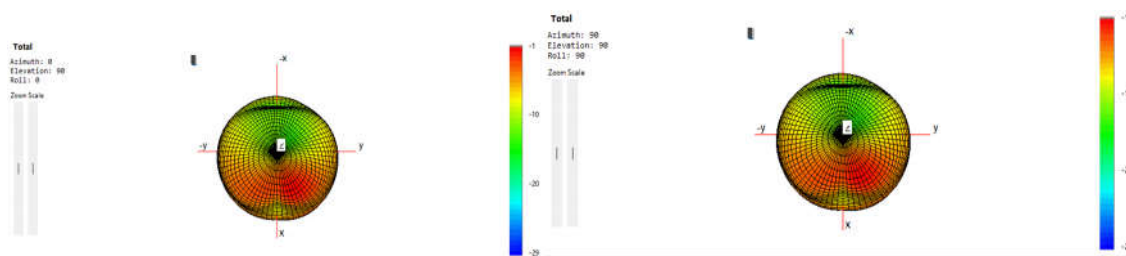 Total
Azimuth: 0
Elevation: 90
Roll: 0
Zoom Scale
-x
-y
z
y
x
-1
-10
-20
-29
Total
Azimuth: 90
Elevation: 90
Roll: 90
Zoom Scale
-x
-y
z
y
x